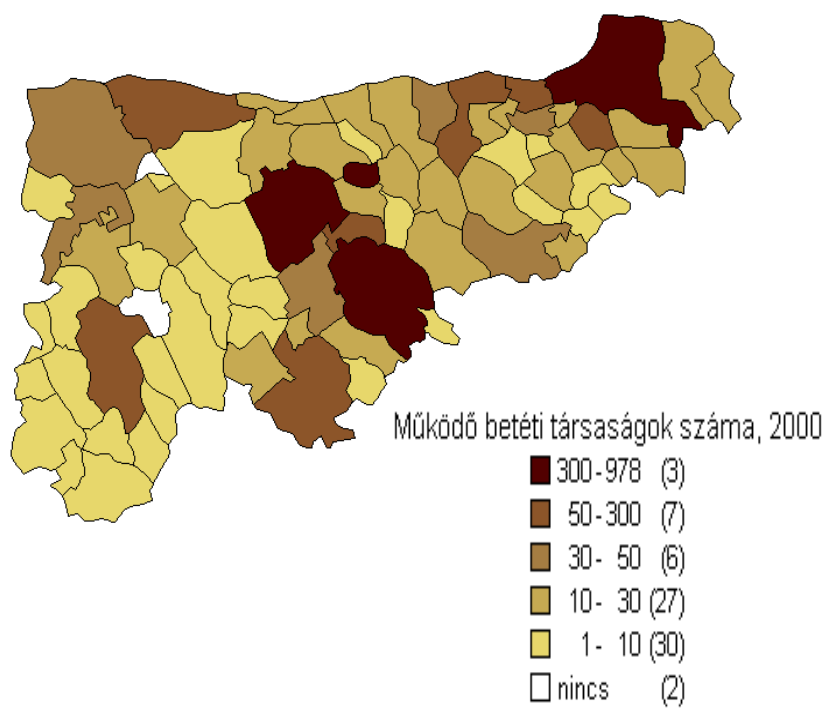 Működő betéti társaságok száma, 2000
300-978 (3)
50-300 (7)
30- 50 (6)
10- 30 (27)
1- 10 (30)
nincs (2)